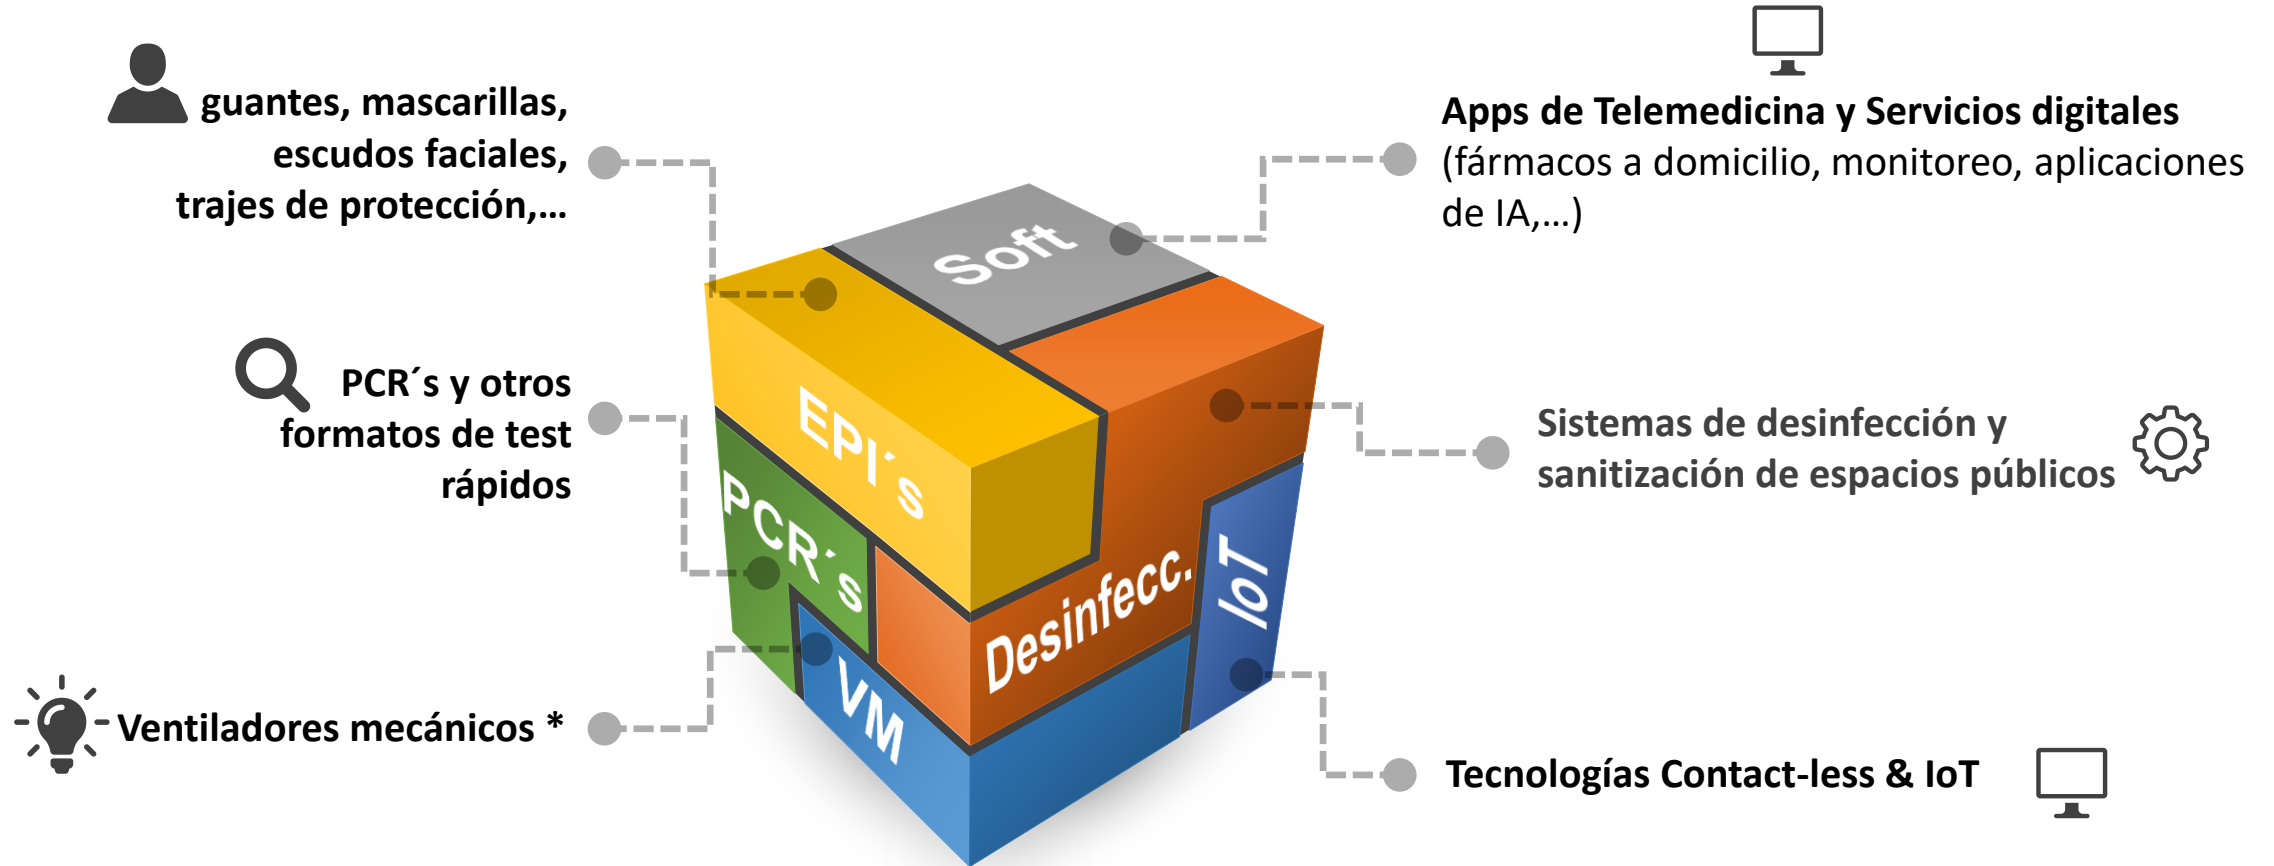 guantes, mascarillas,
escudos faciales,
trajes de protección,...
PCR´s y otros
formatos de test
rápidos
Ventiladores mecánicos *
Soft
EPI´s
PCR´s
VM
Desinfecc.
IoT
Apps de Telemedicina y Servicios digitales
(fármacos a domicilio, monitoreo, aplicaciones
de IA,...)
Sistemas de desinfección y
sanitización de espacios públicos
Tecnologías Contact-less & IoT